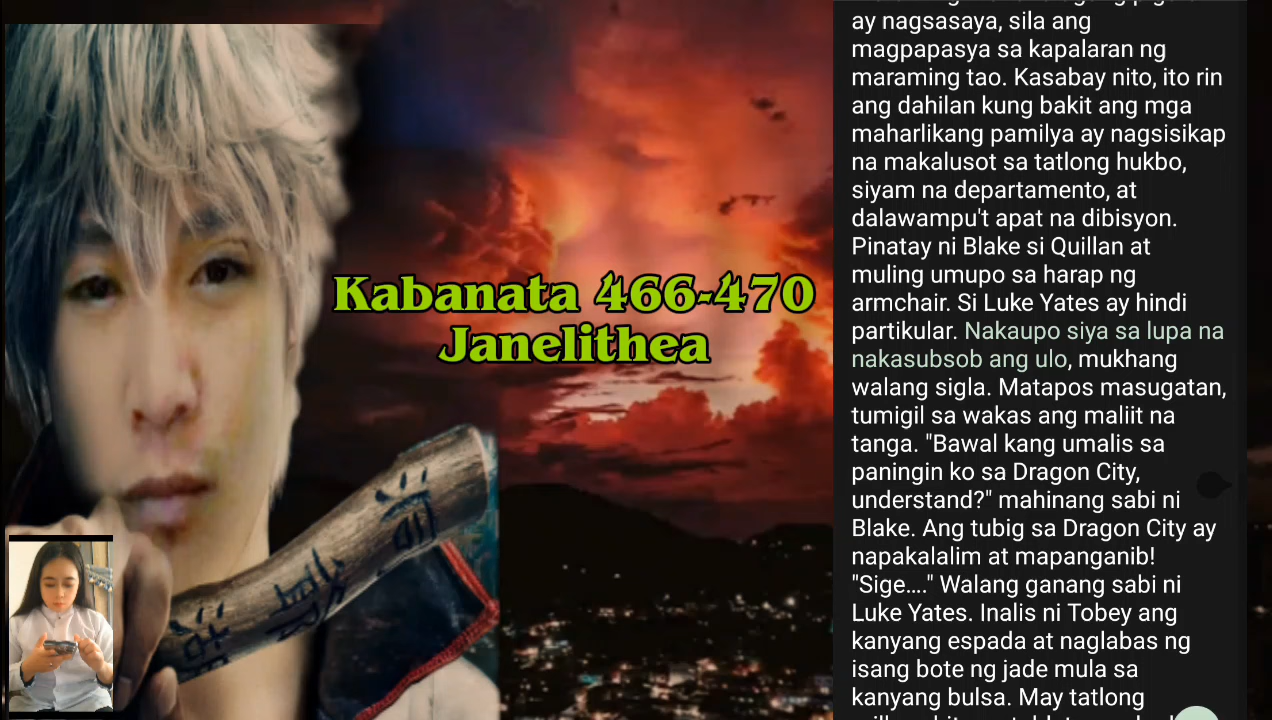 Kabanata 466-470
Janelithea
ay nagsasaya, sila ang
magpapasya sa kapalaran ng
maraming tao. Kasabay nito, ito rin
ang dahilan kung bakit ang mga
maharlikang pamilya ay nagsisikap
na makalusot sa tatlong hukbo,
siyam na departamento, at
dalawampu't apat na dibisyon.
Pinatay ni Blake si Quillan at
muling umupo sa harap ng
armchair. Si Luke Yates ay hindi
partikular. Nakaupo siya sa lupa na
nakasubsob ang ulo, mukhang
walang sigla. Matapos masugatan,
tumigil sa wakas ang maliit na
tanga. "Bawal kang umalis sa
paningin ko sa Dragon City,
understand?" mahinang sabi ni
Blake. Ang tubig sa Dragon City ay
napakalalim at mapanganib!
"Sige...." Walang ganang sabi ni
Luke Yates. Inalis ni Tobey ang
kanyang espada at naglabas ng
isang bote ng jade mula sa
kanyang bulsa. May tatlong